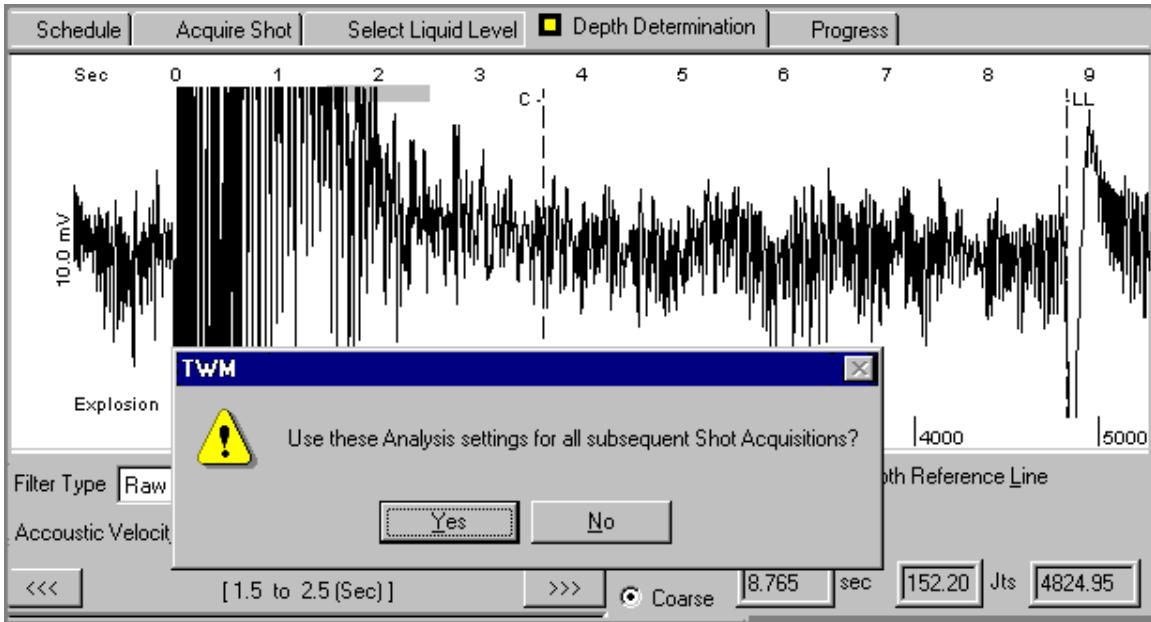 Schedule Acquire Shot Select Liquid Level Depth Determination Progress
Sec 0 1 2 3 4 5 6 7 8 9
C LL
10.0 mV
Explosion
TWM
Use these Analysis settings for all subsequent Shot Acquisitions?
Yes No
4000 5000
Filter Type Raw
Reference Line
Accoustic
<<< [ 1.5 to 2.5 (Sec) ] >>> Coarse 8.765 sec 152.20 Jts 4824.95